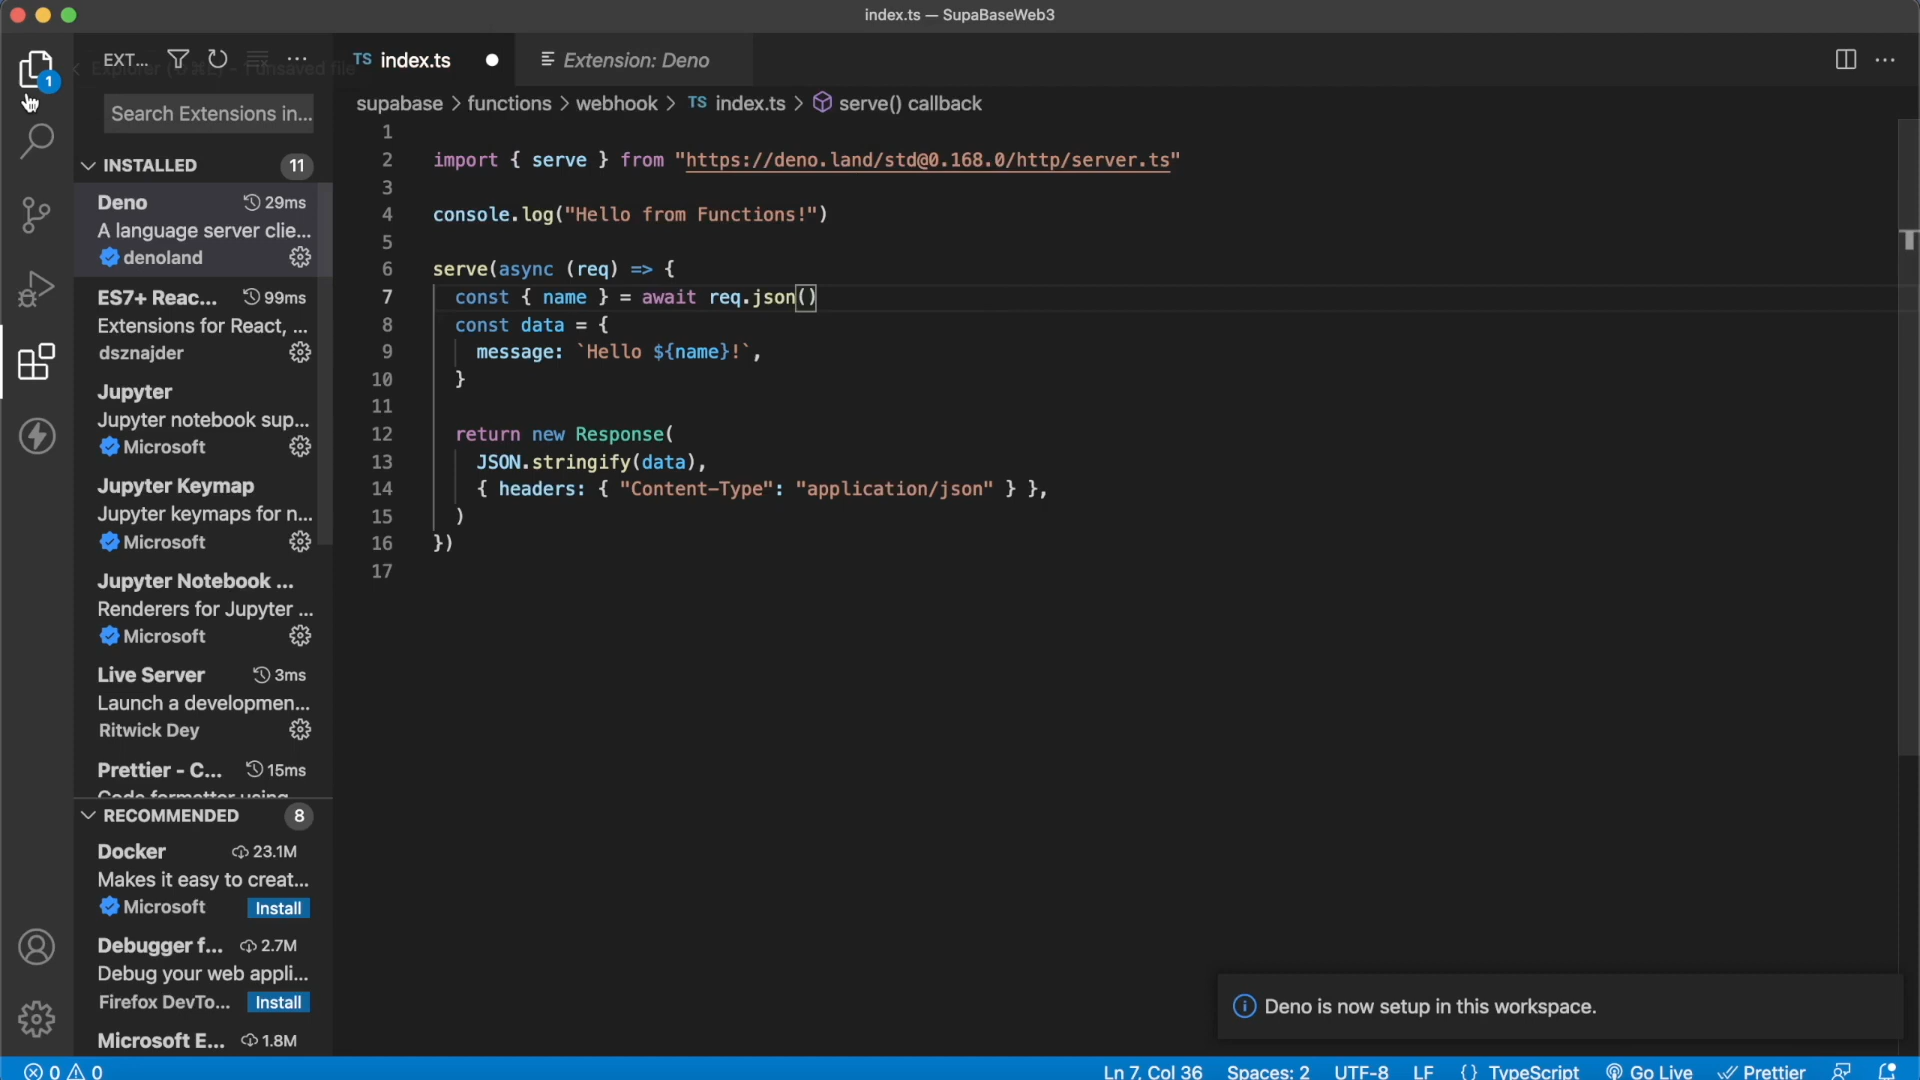 index.ts — SupaBaseWeb3
EXT...
TS index.ts
Extension: Deno
1
Search Extensions in...
supabase > functions > webhook > TS index.ts > serve() callback
INSTALLED 11
Deno 29ms
A language server clie...
denoland
ES7+ Reac... 99ms
Extensions for React, ...
dsznajder
Jupyter
Jupyter notebook sup...
Microsoft
Jupyter Keymap
Jupyter keymaps for n...
Microsoft
Jupyter Notebook ...
Renderers for Jupyter ...
Microsoft
Live Server 3ms
Launch a developmen...
Ritwick Dey
Prettier - C... 15ms
Code formatter using
RECOMMENDED 8
Docker 23.1M
Makes it easy to creat...
Microsoft Install
Debugger f... 2.7M
Debug your web appli...
Firefox DevTo... Install
Microsoft E... 1.8M
1
2 import { serve } from "https://deno.land/std@0.168.0/http/server.ts"
3
4 console.log("Hello from Functions!")
5
6 serve(async (req) => {
7 const { name } = await req.json()
8 const data = {
9 message: `Hello ${name}!`,
10 }
11
12 return new Response(
13 JSON.stringify(data),
14 { headers: { "Content-Type": "application/json" } },
15 )
16 })
17
Deno is now setup in this workspace.
0 0
Ln 7, Col 36 Spaces: 2 UTF-8 LF {} TypeScript Go Live Prettier